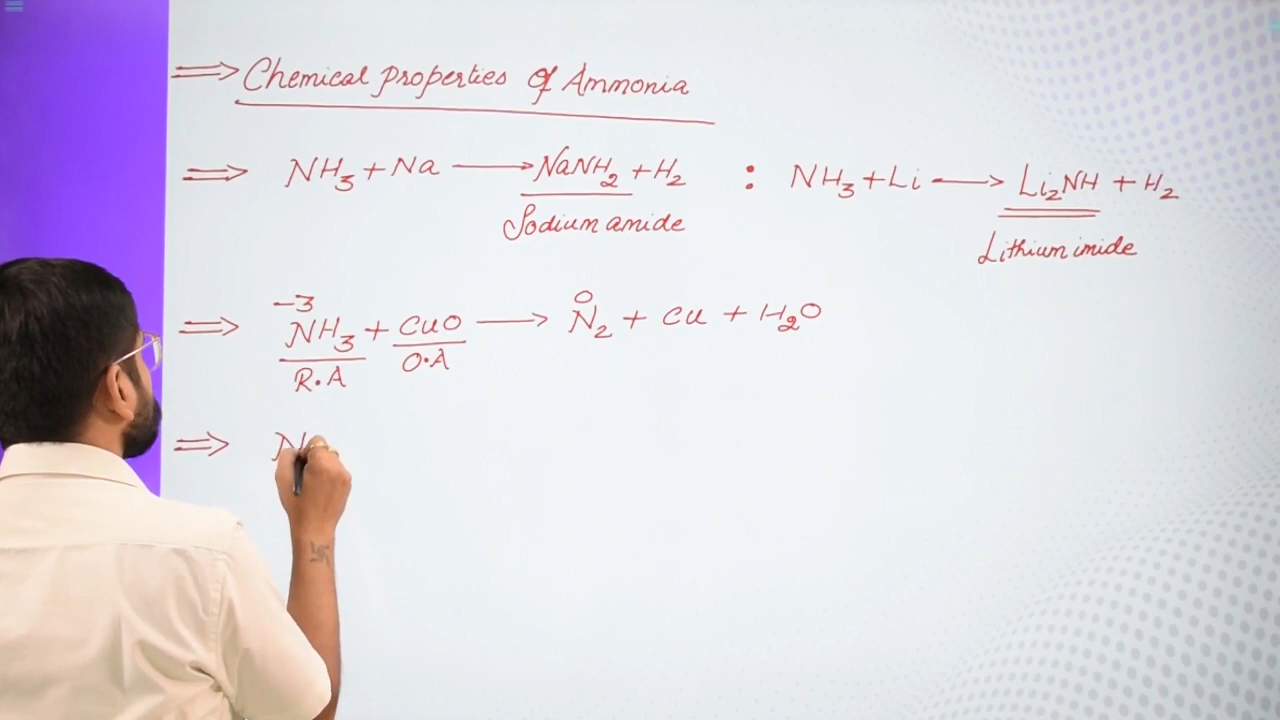 ⟹ Chemical properties Of Ammonia
⟹ NH₃ + Na ⟶ NaNH₂ + H₂ : NH₃ + Li ⟶ Li₂NH + H₂
Sodium amide
Lithium imide
-3 0
⟹ NH₃ + CuO ⟶ N₂ + Cu + H₂O
R.A O.A
⟹ N